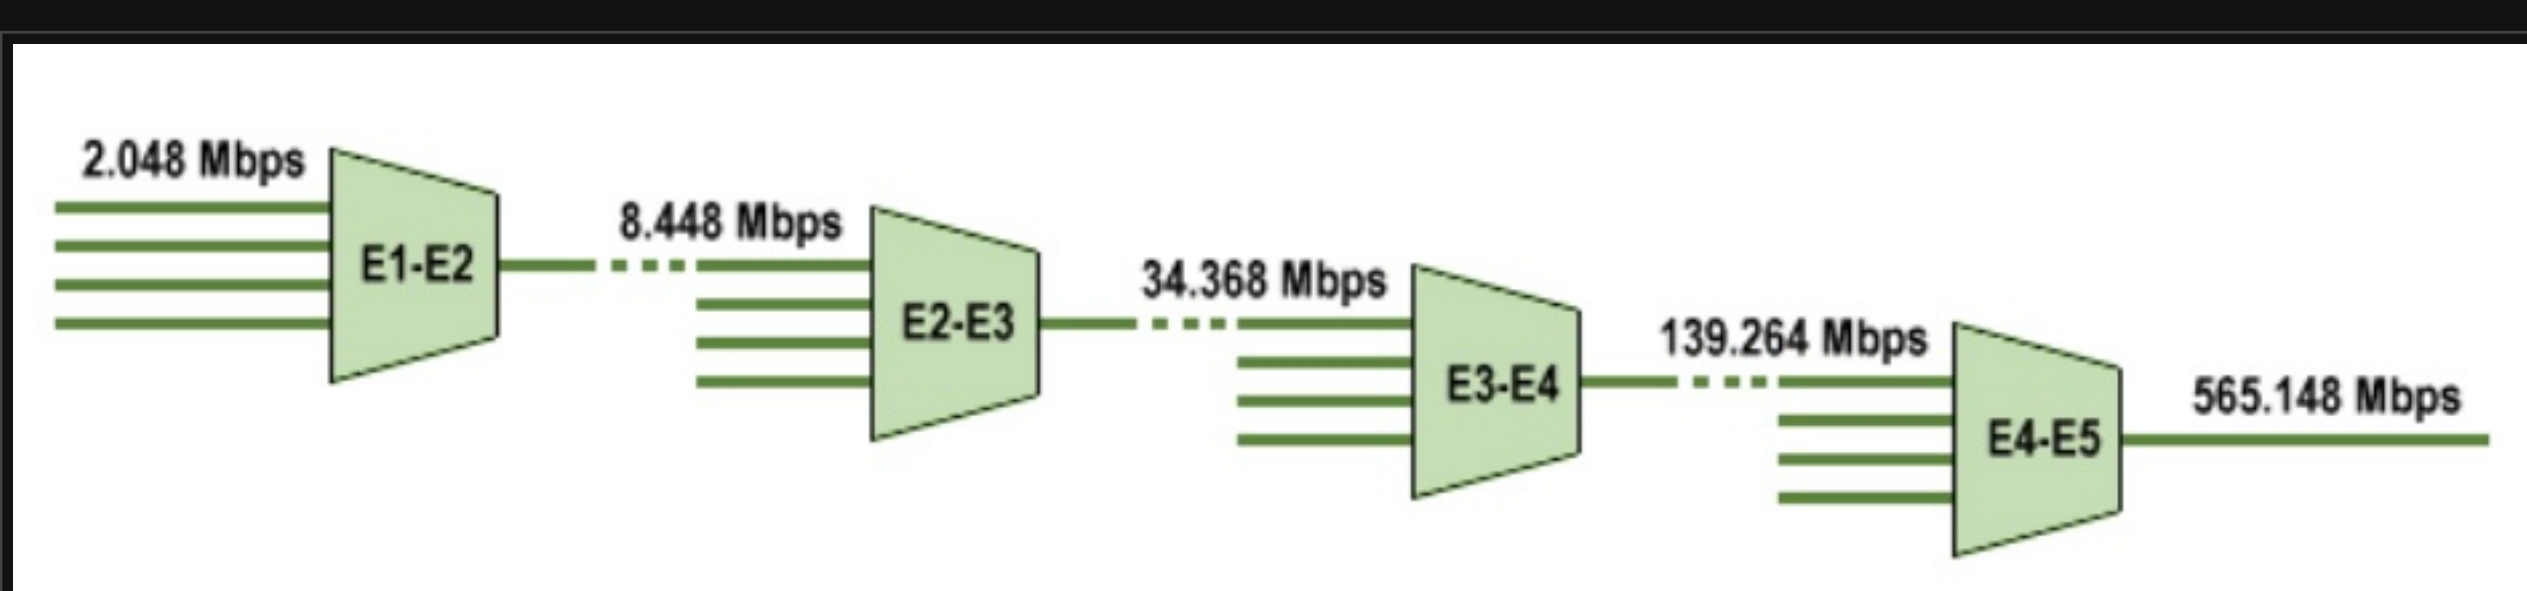 2.048 Mbps
E1-E2
8.448 Mbps
E2-E3
34.368 Mbps
E3-E4
139.264 Mbps
E4-E5
565.148 Mbps